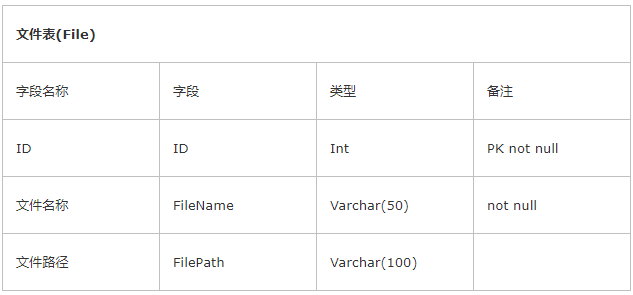 文件表(File)
字段名称 字段 类型 备注
ID ID Int PK not null
文件名称 FileName Varchar(50) not null
文件路径 FilePath Varchar(100)